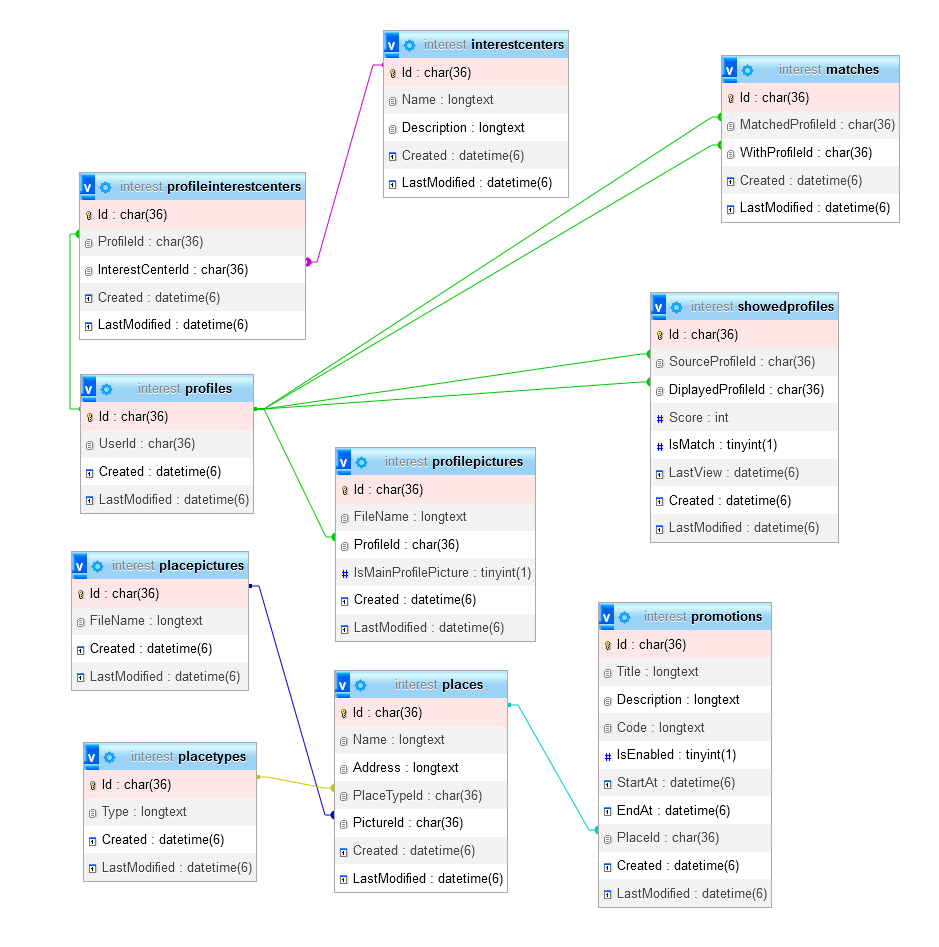 interest interestcenters
Id : char(36)
Name : longtext
Description : longtext
Created : datetime(6)
LastModified : datetime(6)
interest matches
Id : char(36)
MatchedProfileId : char(36)
WithProfileId : char(36)
Created : datetime(6)
LastModified : datetime(6)
interest profileinterestcenters
Id : char(36)
ProfileId : char(36)
InterestCenterId : char(36)
Created : datetime(6)
LastModified : datetime(6)
interest showedprofiles
Id : char(36)
SourceProfileId : char(36)
DiplayedProfileId : char(36)
Score : int
IsMatch : tinyint(1)
LastView : datetime(6)
Created : datetime(6)
LastModified : datetime(6)
interest profiles
Id : char(36)
UserId : char(36)
Created : datetime(6)
LastModified : datetime(6)
interest profilepictures
Id : char(36)
FileName : longtext
ProfileId : char(36)
IsMainProfilePicture : tinyint(1)
Created : datetime(6)
LastModified : datetime(6)
interest placepictures
Id : char(36)
FileName : longtext
Created : datetime(6)
LastModified : datetime(6)
interest promotions
Id : char(36)
Title : longtext
Description : longtext
Code : longtext
IsEnabled : tinyint(1)
StartAt : datetime(6)
EndAt : datetime(6)
PlaceId : char(36)
Created : datetime(6)
LastModified : datetime(6)
interest places
Id : char(36)
Name : longtext
Address : longtext
PlaceTypeId : char(36)
PictureId : char(36)
Created : datetime(6)
LastModified : datetime(6)
interest placetypes
Id : char(36)
Type : longtext
Created : datetime(6)
LastModified : datetime(6)